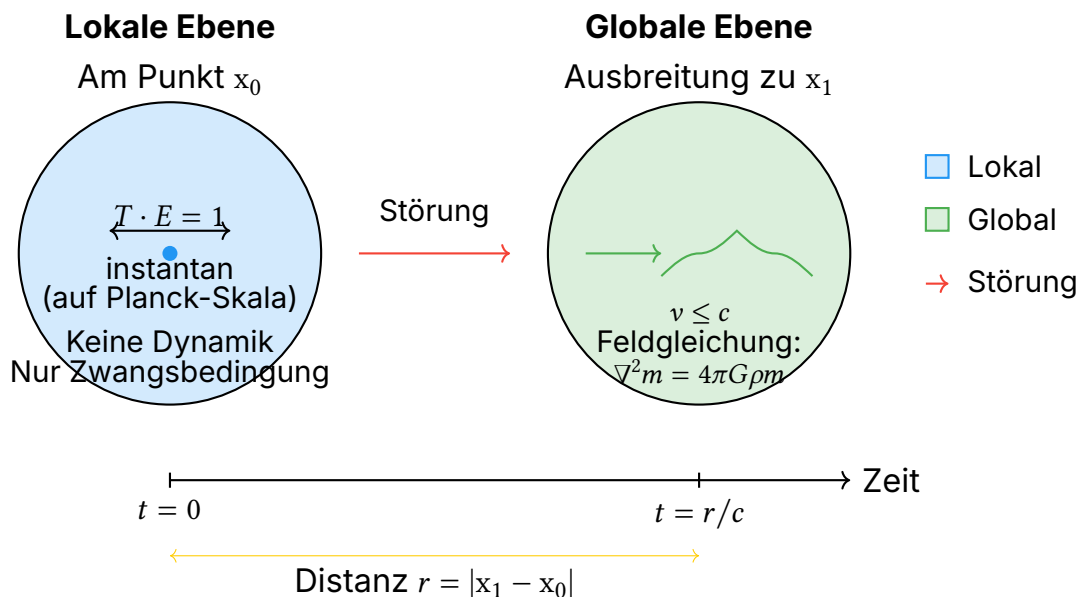 Lokale Ebene
Am Punkt x₀
T · E = 1
instantan
(auf Planck-Skala)
Keine Dynamik
Nur Zwangsbedingung
Störung
Globale Ebene
Ausbreitung zu x₁
v ≤ c
Feldgleichung:
∇²m = 4πGρm
Lokal
Global
Störung
Zeit
t = 0
t = r/c
Distanz r = |x₁ − x₀|